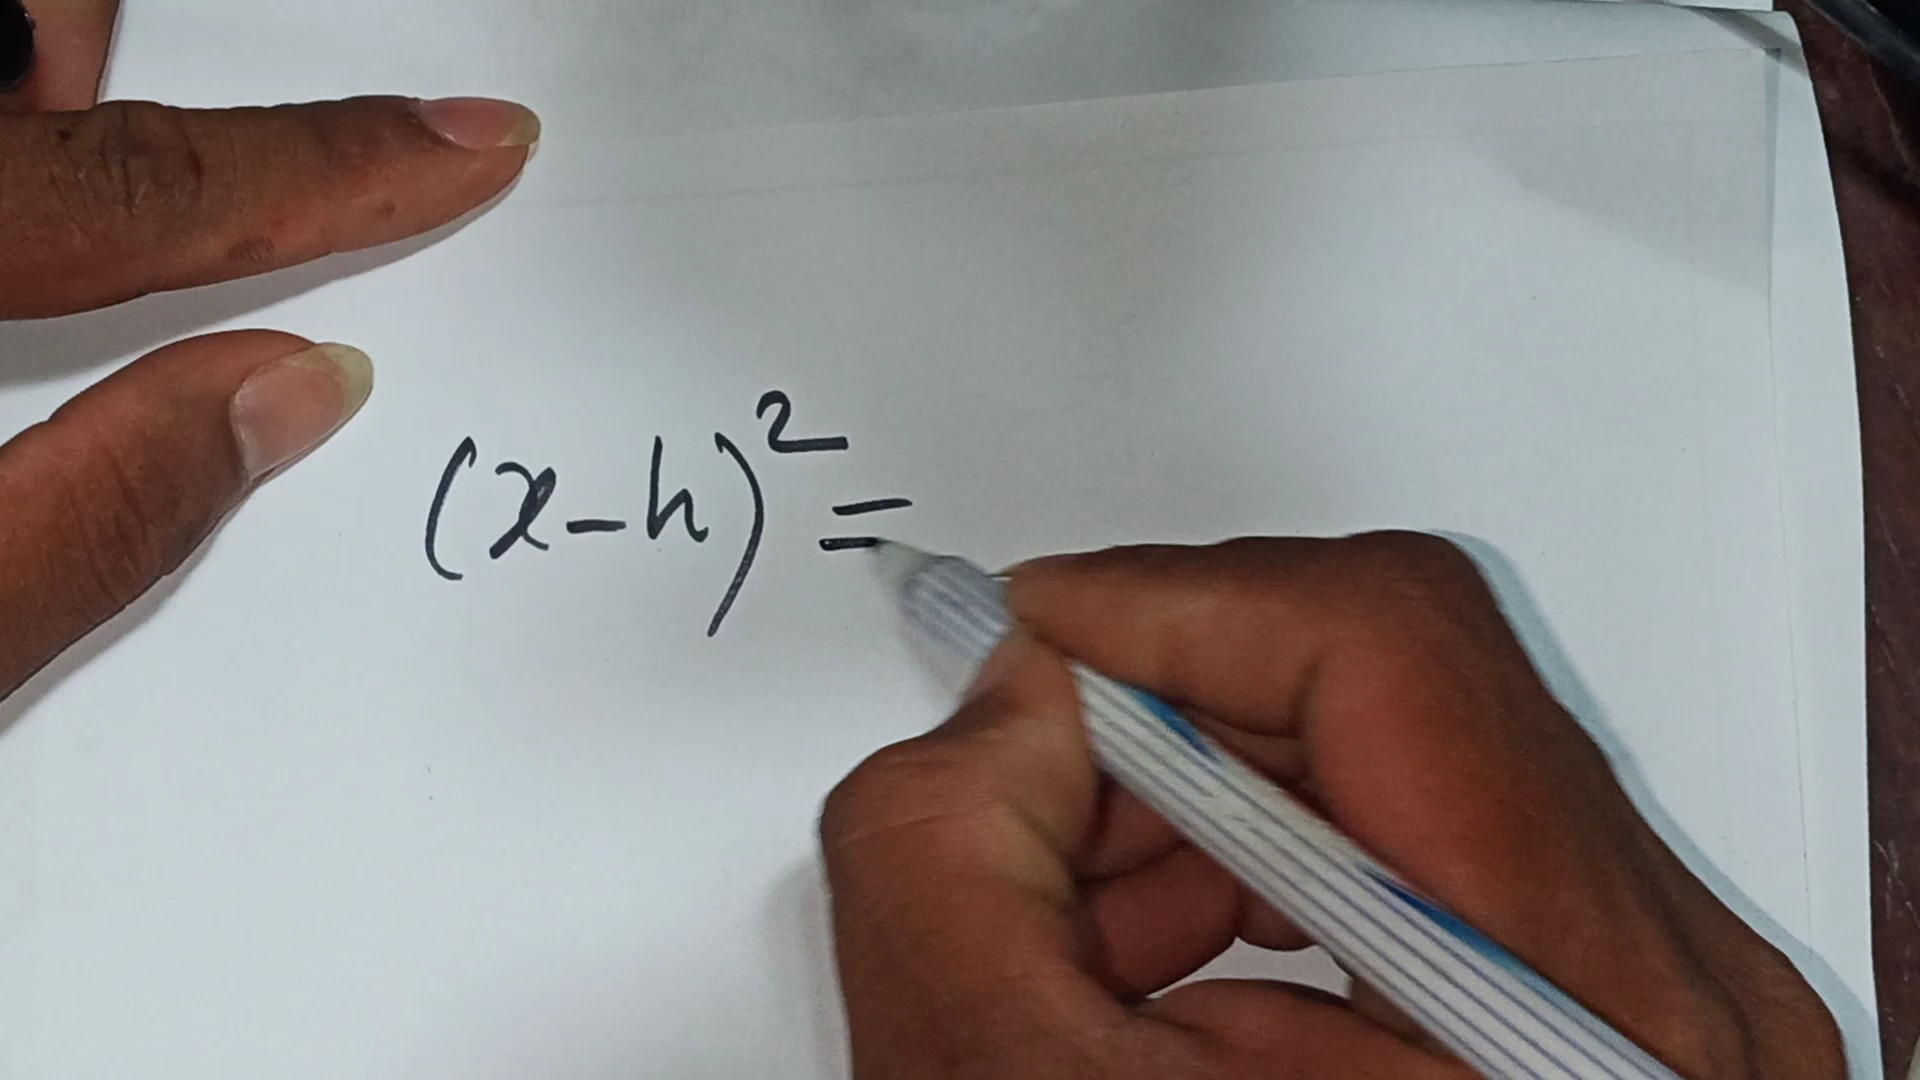 (x-h)² =